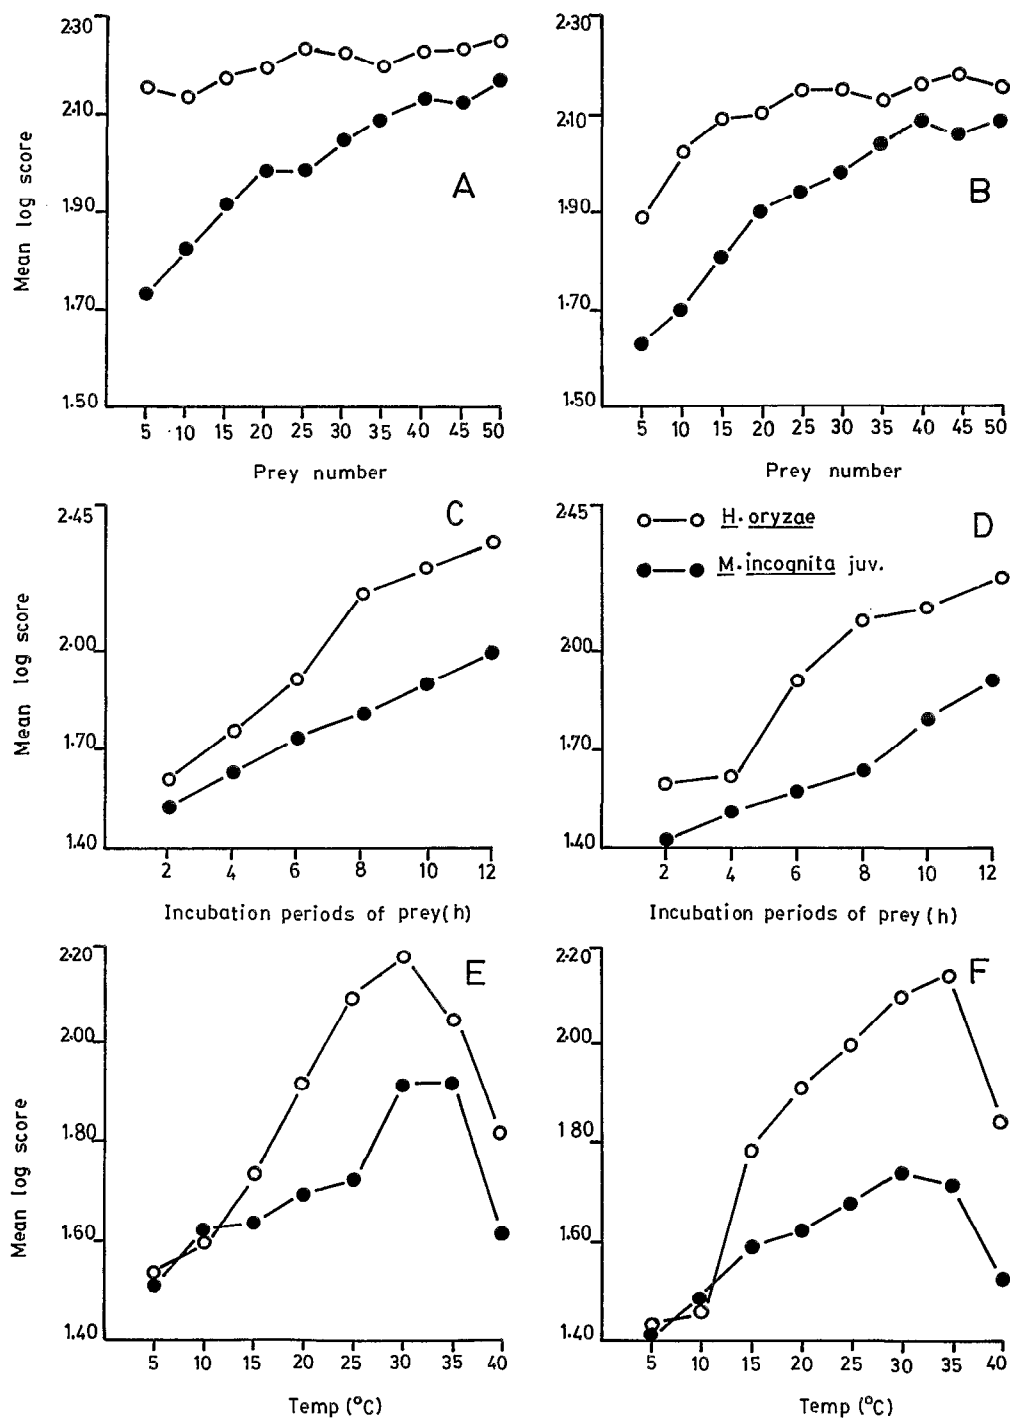 2·30
2·10
1·90
1·70
1·50
Mean log score
A
5 10 15 20 25 30 35 40 45 50
Prey number
2·30
2·10
1·90
1·70
1·50
B
5 10 15 20 25 30 35 40 45 50
Prey number
2·45
2·00
1·70
1·40
Mean log score
C
2 4 6 8 10 12
Incubation periods of prey(h)
2·45
2·00
1·70
1·40
H. oryzae
M. incognita juv.
D
2 4 6 8 10 12
Incubation periods of prey (h)
2·20
2·00
1·80
1·60
1·40
Mean log score
E
5 10 15 20 25 30 35 40
Temp (°C)
2·20
2·00
1·80
1·60
1·40
F
5 10 15 20 25 30 35 40
Temp (°C)